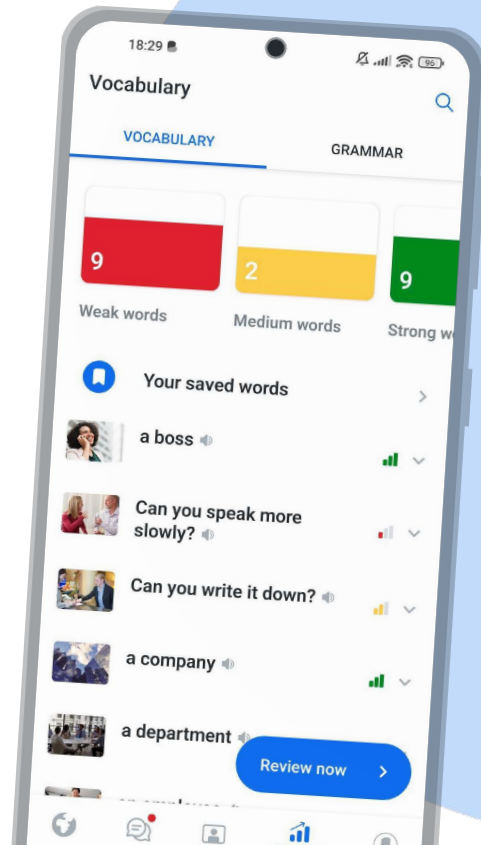 18:29
96
Vocabulary
VOCABULARY
GRAMMAR
9
2
9
Weak words
Medium words
Strong
Your saved words
a boss
Can you speak more
slowly?
Can you write it down?
a company
a department
Review now